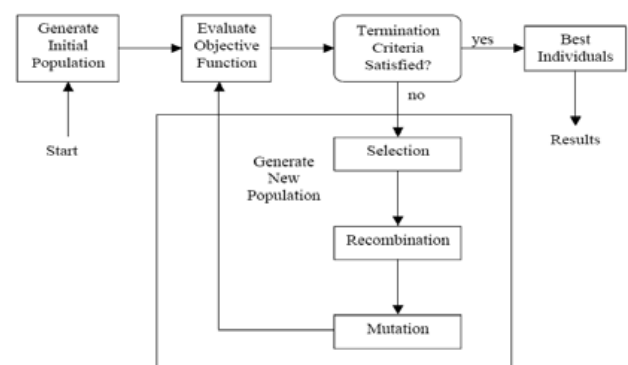 Generate
Initial
Population
Evaluate
Objective
Function
Termination
Criteria
Satisfied?
yes
Best
Individuals
no
Start
Results
Generate
New
Population
Selection
Recombination
Mutation